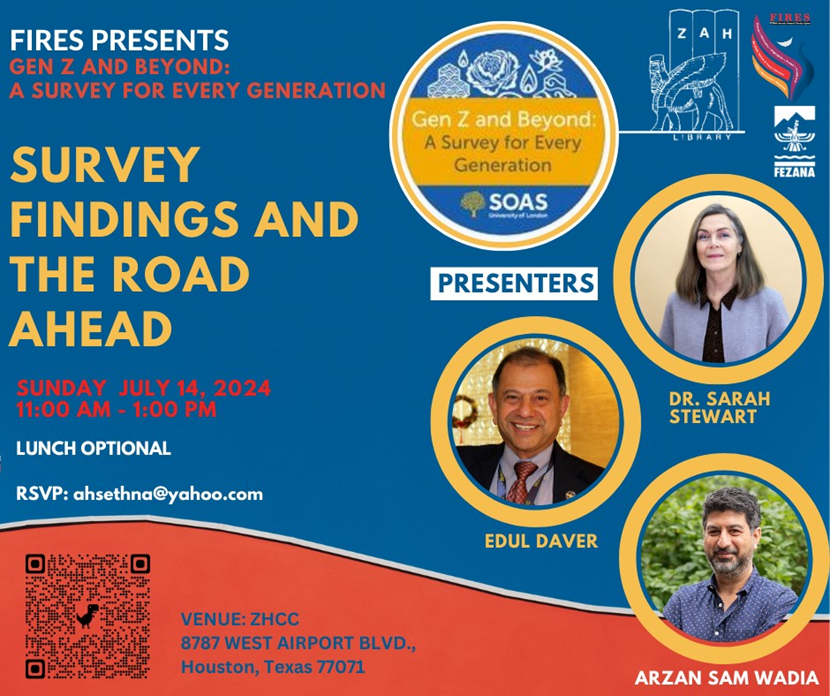 FIRES PRESENTS
GEN Z AND BEYOND:
A SURVEY FOR EVERY GENERATION
SURVEY
FINDINGS AND
THE ROAD
AHEAD
SUNDAY JULY 14, 2024
11:00 AM - 1:00 PM
LUNCH OPTIONAL
RSVP: ahsethna@yahoo.com
Gen Z and Beyond:
A Survey for Every
Generation
SOAS
University of London
Z A H
LIBRARY
FIRES
FEZANA
PRESENTERS
DR. SARAH
STEWART
EDUL DAVER
ARZAN SAM WADIA
VENUE: ZHCC
8787 WEST AIRPORT BLVD.,
Houston, Texas 77071